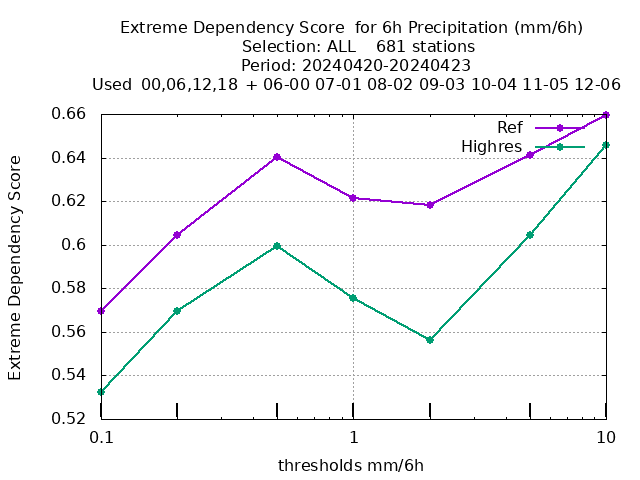 Extreme Dependency Score  for 6h Precipitation (mm/6h)
Selection: ALL    681 stations
Period: 20240420-20240423
Used  00,06,12,18  + 06-00 07-01 08-02  09-03  10-04 11-05  12-06
Ref
Highres
0.66
0.64
0.62
0.6
0.58
0.56
0.54
0.52
Extreme Dependency Score
0.1
1
10
thresholds mm/6h